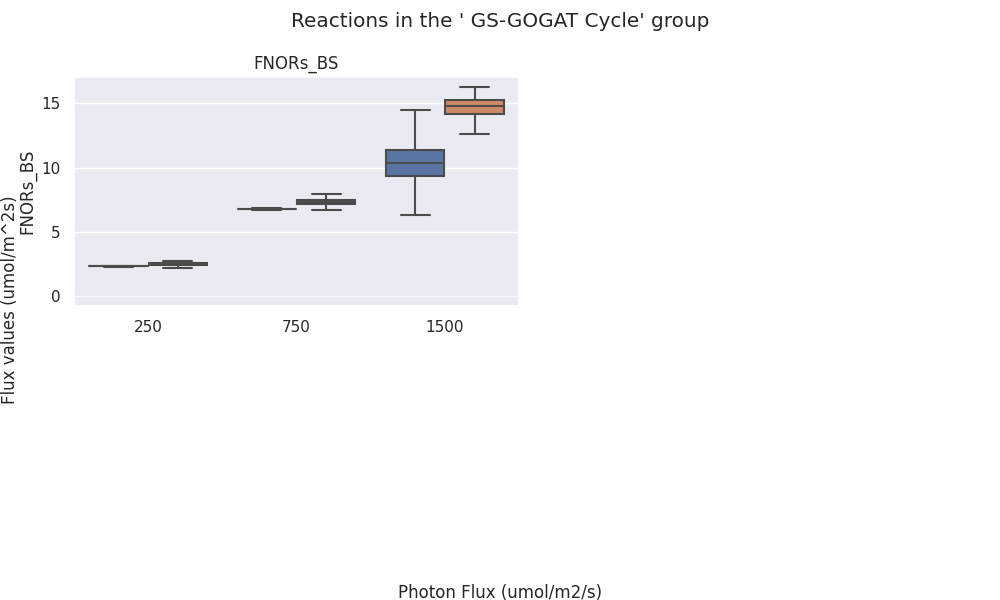 Reactions in the ' GS-GOGAT Cycle' group
FNORs_BS
15
10
5
0
FNORs_BS
Flux values (umol/m^2s)
250 750 1500
Photon Flux (umol/m2/s)